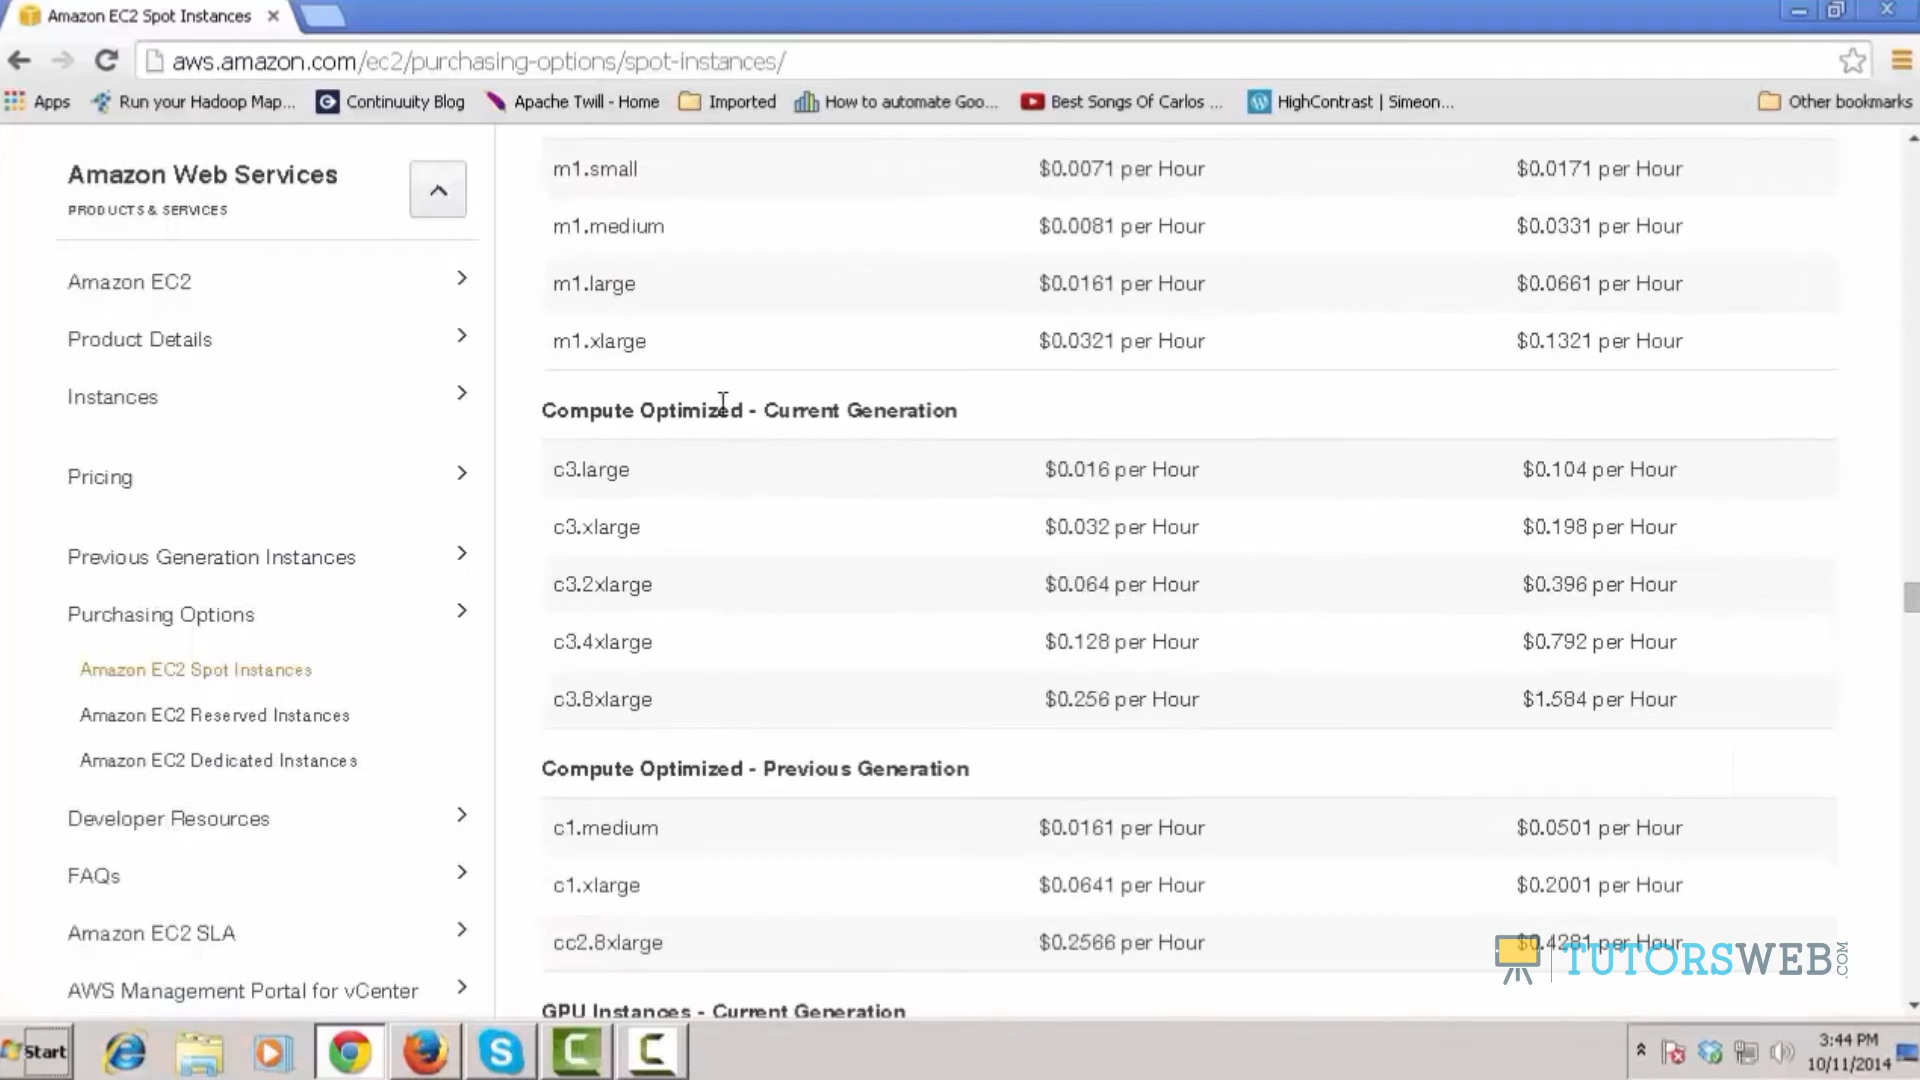 Amazon EC2 Spot Instances
aws.amazon.com/ec2/purchasing-options/spot-instances/
Apps Run your Hadoop Map... Continuuity Blog Apache Twill - Home Imported How to automate Goo... Best Songs Of Carlos ... HighContrast | Simeon... Other bookmarks
Amazon Web Services
PRODUCTS & SERVICES
Amazon EC2
Product Details
Instances
Pricing
Previous Generation Instances
Purchasing Options
Amazon EC2 Spot Instances
Amazon EC2 Reserved Instances
Amazon EC2 Dedicated Instances
Developer Resources
FAQs
Amazon EC2 SLA
AWS Management Portal for vCenter
m1.small $0.0071 per Hour $0.0171 per Hour
m1.medium $0.0081 per Hour $0.0331 per Hour
m1.large $0.0161 per Hour $0.0661 per Hour
m1.xlarge $0.0321 per Hour $0.1321 per Hour
Compute Optimized - Current Generation
c3.large $0.016 per Hour $0.104 per Hour
c3.xlarge $0.032 per Hour $0.198 per Hour
c3.2xlarge $0.064 per Hour $0.396 per Hour
c3.4xlarge $0.128 per Hour $0.792 per Hour
c3.8xlarge $0.256 per Hour $1.584 per Hour
Compute Optimized - Previous Generation
c1.medium $0.0161 per Hour $0.0501 per Hour
c1.xlarge $0.0641 per Hour $0.2001 per Hour
cc2.8xlarge $0.2566 per Hour $0.4281 per Hour
TUTORSWEB.COM
GPU Instances - Current Generation
Start
3:44 PM
10/11/2014